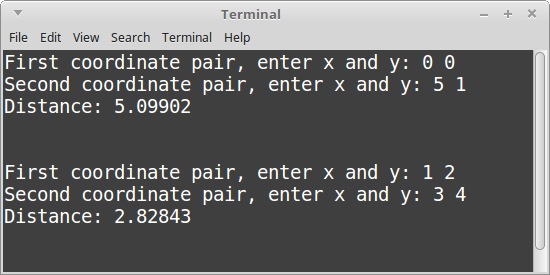 Terminal
File Edit View Search Terminal Help
First coordinate pair, enter x and y: 0 0
Second coordinate pair, enter x and y: 5 1
Distance: 5.09902
First coordinate pair, enter x and y: 1 2
Second coordinate pair, enter x and y: 3 4
Distance: 2.82843